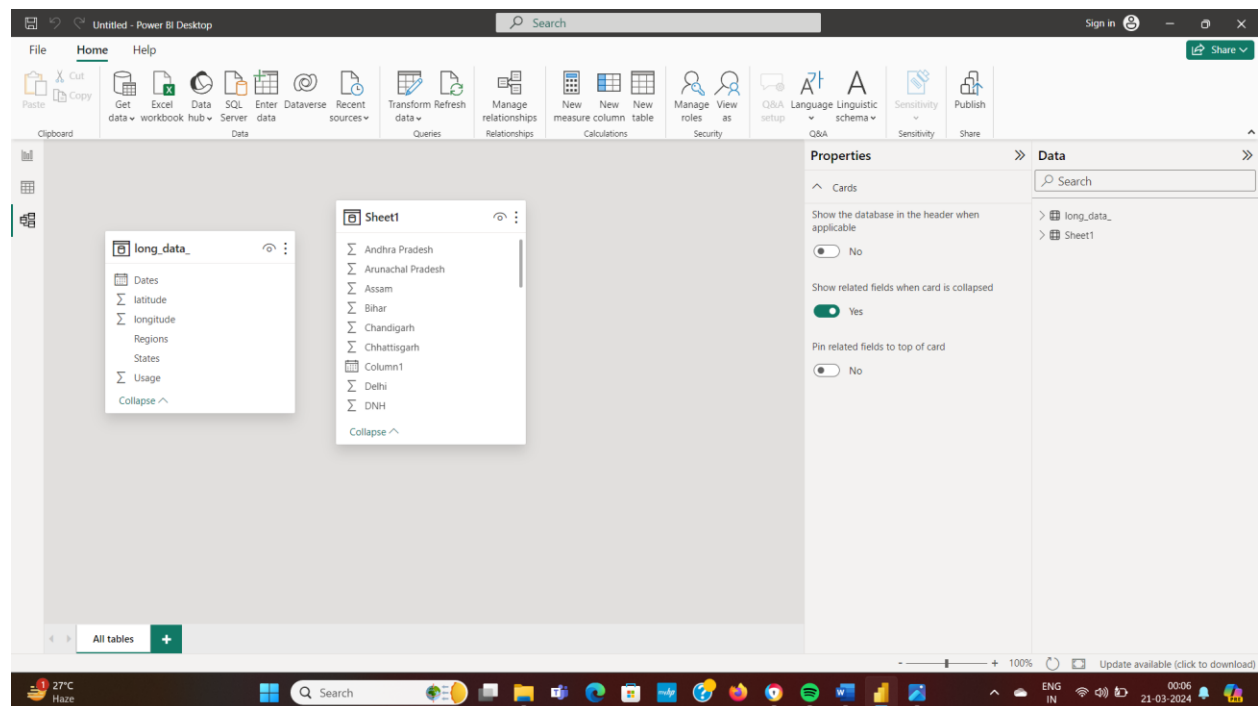 Untitled - Power BI Desktop
Search
Sign in
File Home Help
Share
Paste
Cut
Copy
Clipboard
Get data
Excel workbook
Data hub
SQL Server
Enter data
Dataverse
Recent sources
Data
Transform data
Refresh
Queries
Manage relationships
Relationships
New measure
New column
New table
Calculations
Manage roles
View as
Security
Q&A setup
Language
Linguistic schema
Q&A
Sensitivity
Sensitivity
Publish
Share
long_data_
Dates
latitude
longitude
Regions
States
Usage
Collapse
Sheet1
Andhra Pradesh
Arunachal Pradesh
Assam
Bihar
Chandigarh
Chhattisgarh
Column1
Delhi
DNH
Collapse
Properties
Cards
Show the database in the header when
applicable
No
Show related fields when card is collapsed
Yes
Pin related fields to top of card
No
Data
Search
long_data_
Sheet1
All tables +
- + 100%
Update available (click to download)
1
27°C
Haze
Search
ENG
IN
00:06
21-03-2024